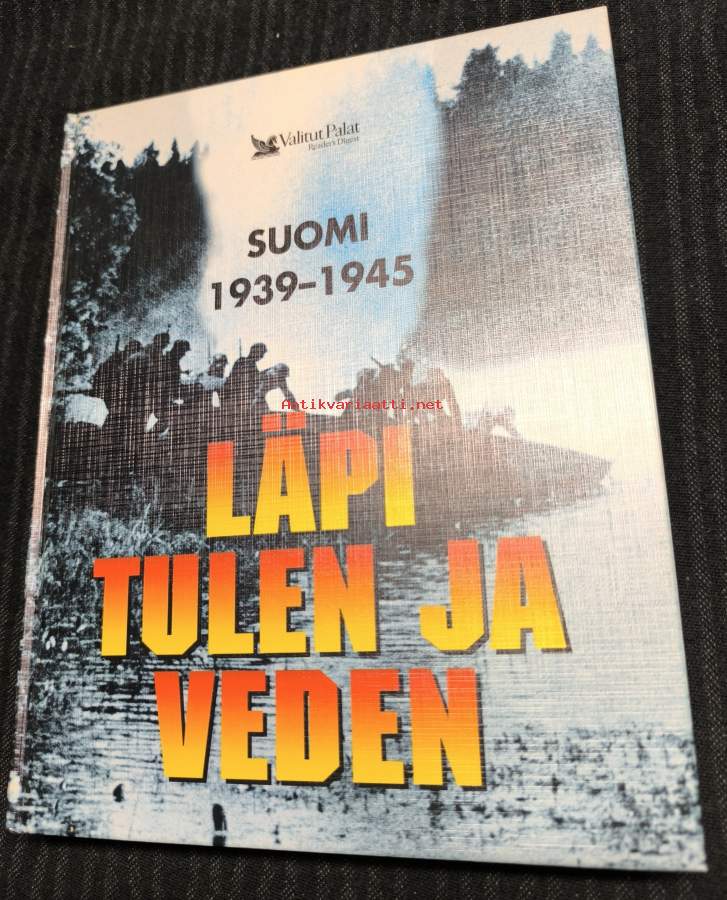 Valitut Palat
Reader's Digest
SUOMI
1939–1945
Antikvariaatti.net
LÄPI
TULEN JA
VEDEN